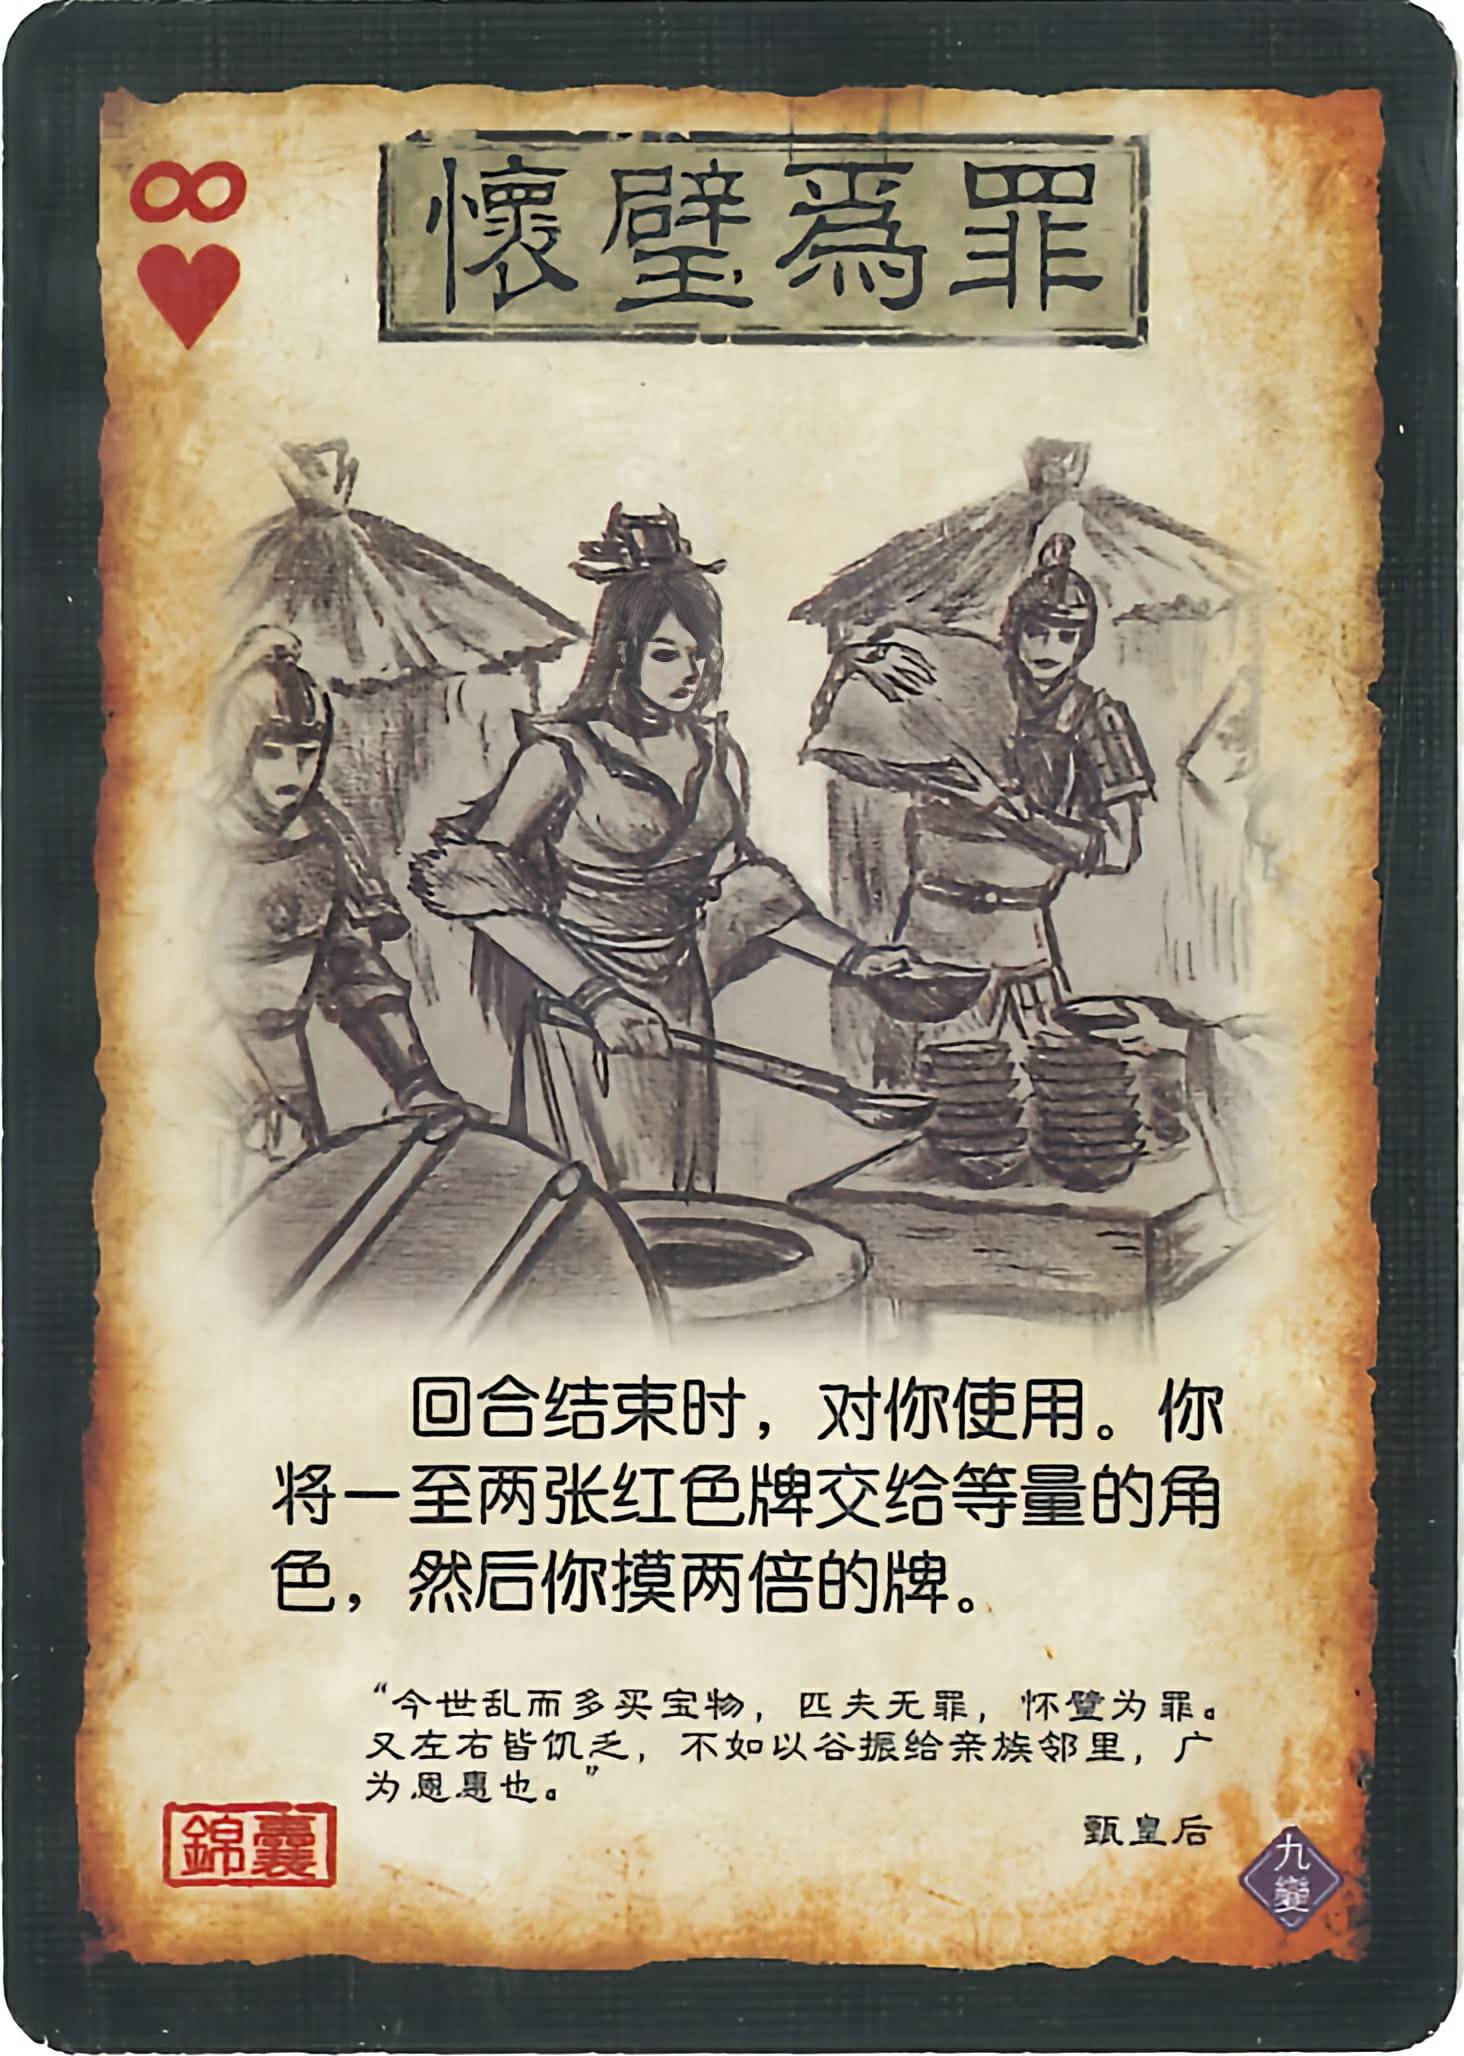 8
懷璧爲罪
回合结束时，对你使用。你
将一至两张红色牌交给等量的角
色，然后你摸两倍的牌。
“今世乱而多买宝物，匹夫无罪，怀璧为罪。
又左右皆饥乏，不如以谷振给亲族邻里，广
为恩惠也。”
甄皇后
錦囊
九變